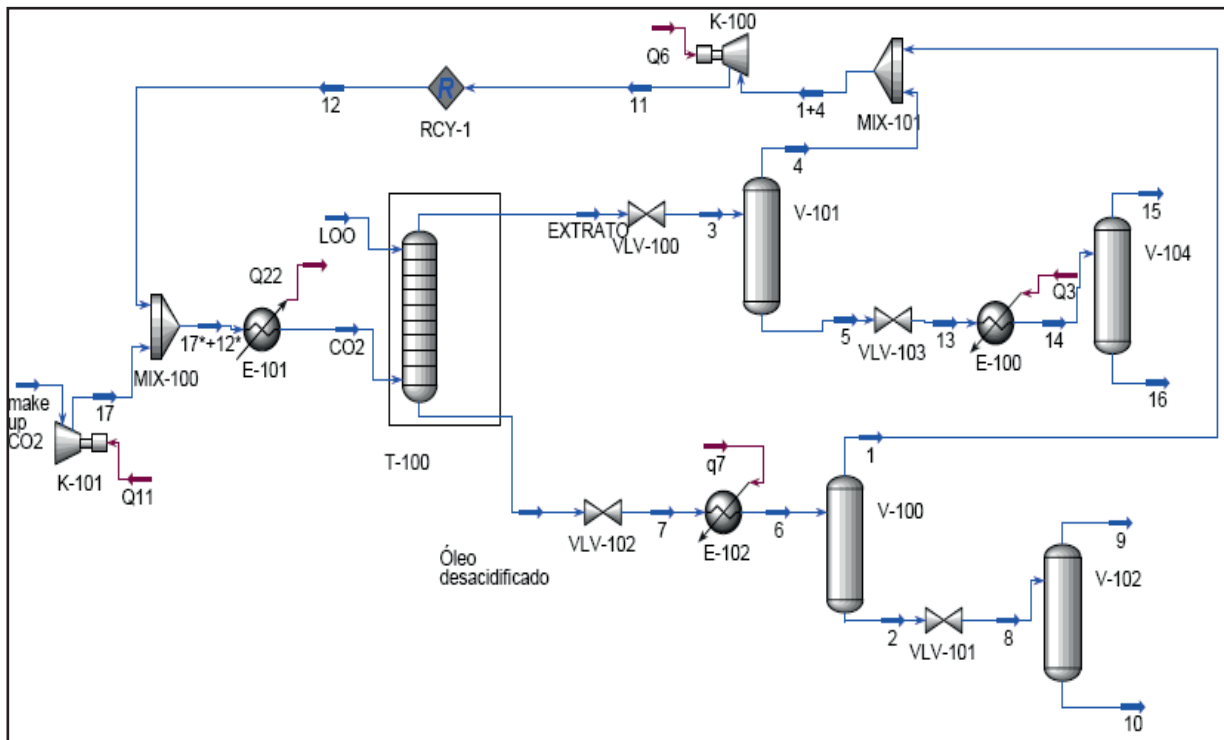 K-100
Q6
12
RCY-1
11
1+4
MIX-101
4
LOO
EXTRATO
VLV-100
3
V-101
15
V-104
Q22
Q3
17*+12*
E-101
CO2
MIX-100
5
VLV-103
13
E-100
14
16
make
up
CO2
17
K-101
Q11
T-100
1
q7
V-100
VLV-102
7
E-102
6
9
V-102
Óleo
desacidificado
2
VLV-101
8
10
R